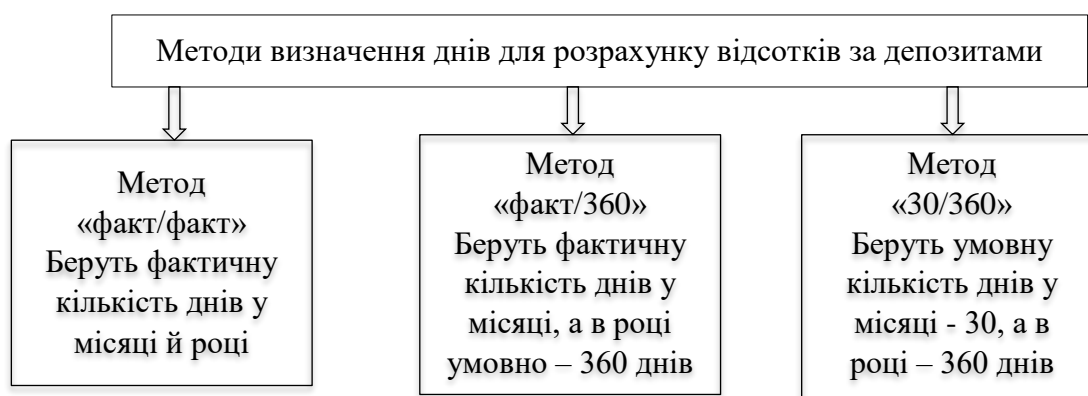 Методи визначення днів для розрахунку відсотків за депозитами
Метод
«факт/факт»
Беруть фактичну
кількість днів у
місяці й році
Метод
«факт/360»
Беруть фактичну
кількість днів у
місяці, а в році
умовно – 360 днів
Метод
«30/360»
Беруть умовну
кількість днів у
місяці - 30, а в
році – 360 днів